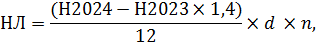 НЛ = (Н2024 − Н2023 × 1,4) / 12 × d × n,